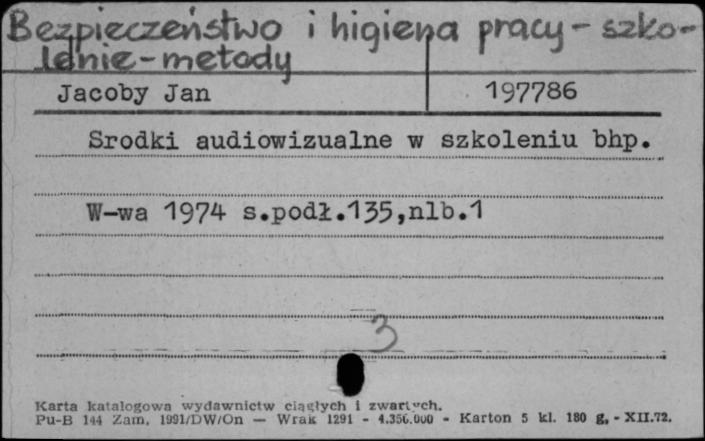 Bezpieczeństwo i higiena pracy - szko-
lenie - metody
Jacoby Jan 197786
Srodki audiowizualne w szkoleniu bhp.
W-wa 1974 s.podł.135,nlb.1
3
Karta katalogowa wydawnictw ciągłych i zwartych.
Pu-B 144 Zam. 1991/DW/On — Wrak 1291 - 4.356.000 - Karton 5 kl. 180 g. - XII.72.